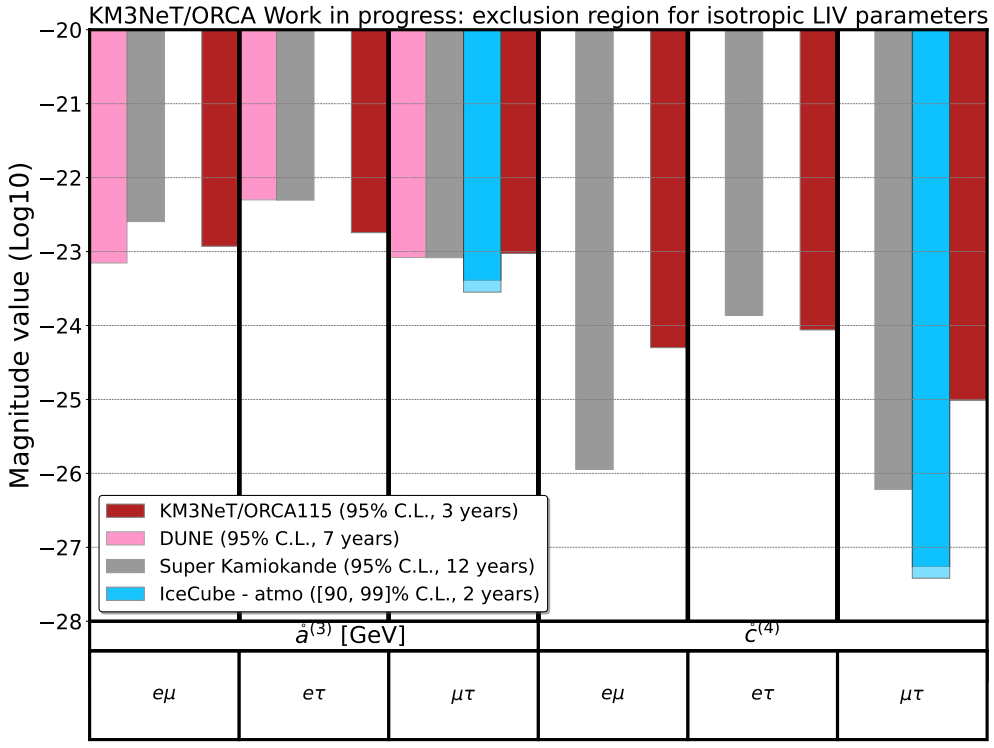 KM3NeT/ORCA Work in progress: exclusion region for isotropic LIV parameters
Magnitude value (Log10)
−20
−21
−22
−23
−24
−25
−26
−27
−28
KM3NeT/ORCA115 (95% C.L., 3 years)
DUNE (95% C.L., 7 years)
Super Kamiokande (95% C.L., 12 years)
IceCube - atmo ([90, 99]% C.L., 2 years)
å⁽³⁾ [GeV] c̊⁽⁴⁾
eμ eτ μτ eμ eτ μτ